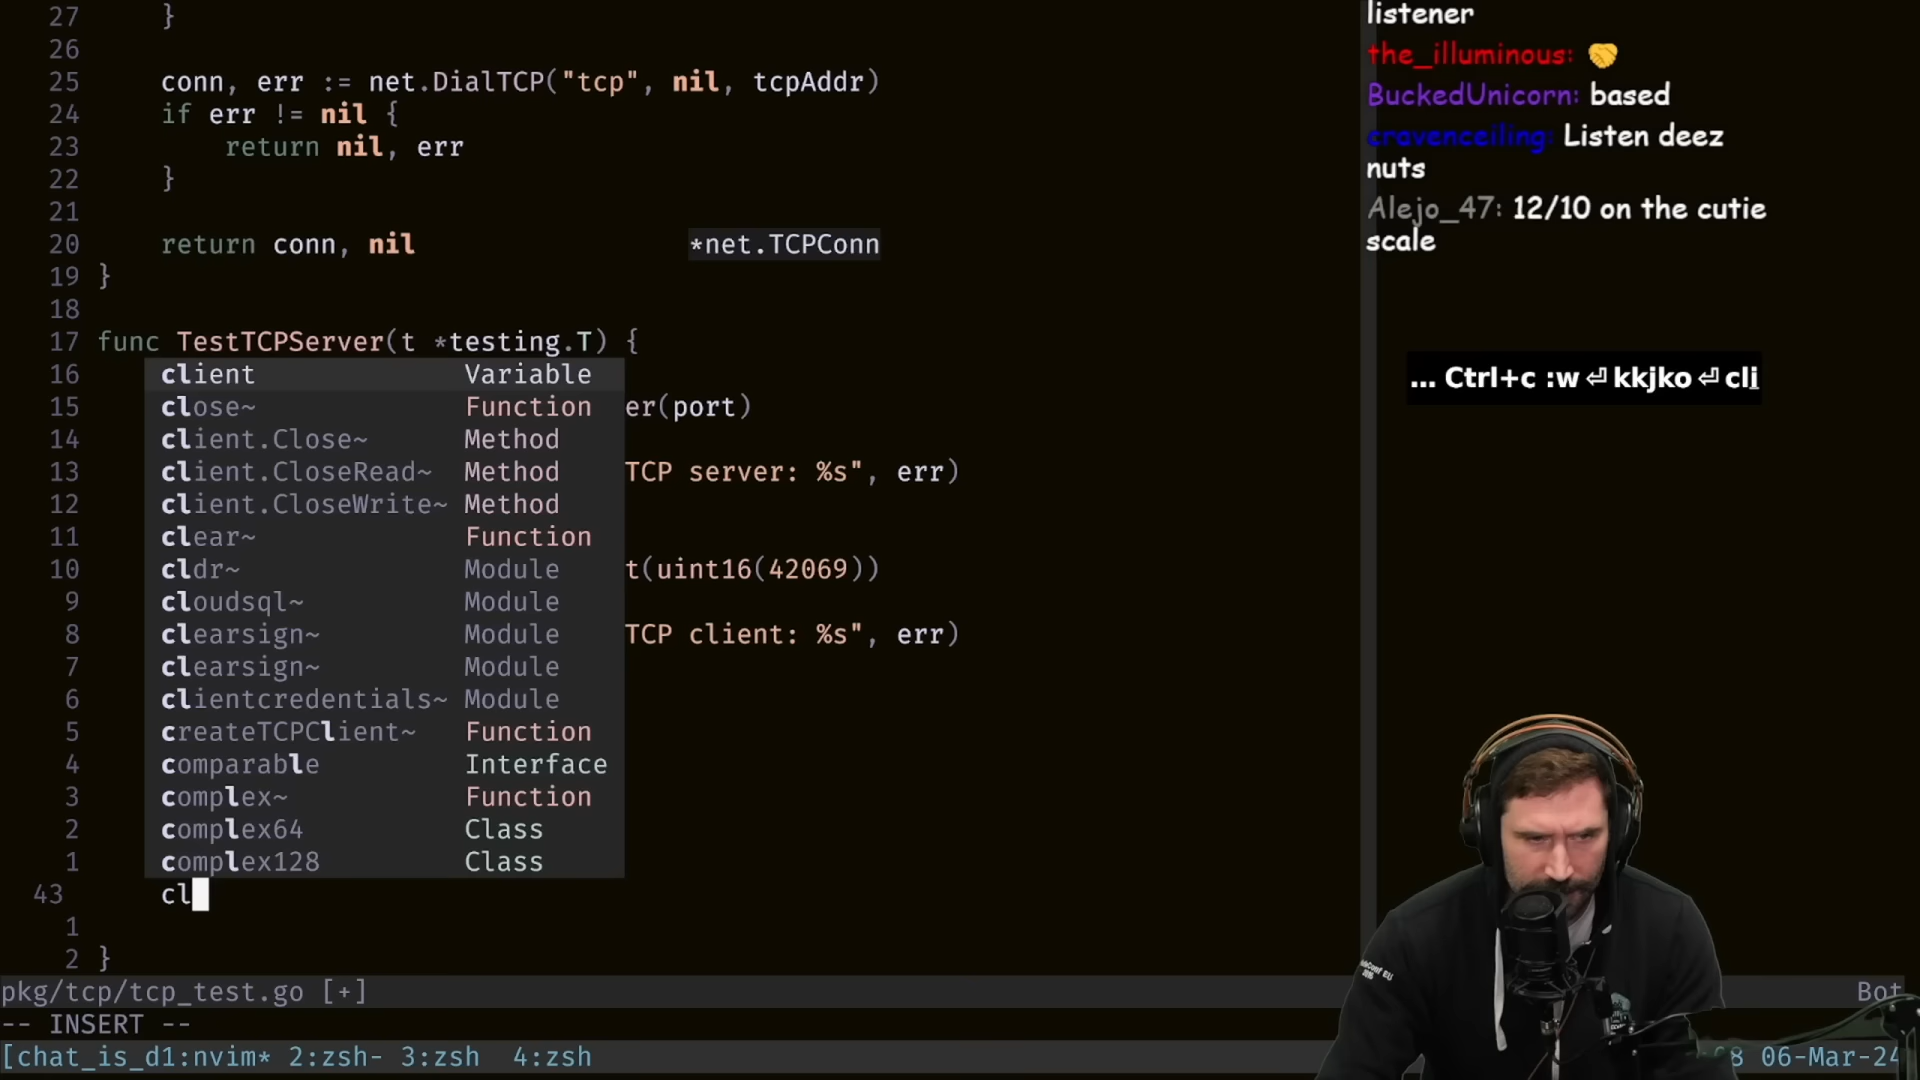 27 }
26
25 conn, err := net.DialTCP("tcp", nil, tcpAddr)
24 if err != nil {
23 return nil, err
22 }
21
20 return conn, nil *net.TCPConn
19 }
18
17 func TestTCPServer(t *testing.T) {
16 client Variable
15 close~ Function er(port)
14 client.Close~ Method
13 client.CloseRead~ Method TCP server: %s", err)
12 client.CloseWrite~ Method
11 clear~ Function
10 cldr~ Module t(uint16(42069))
9 cloudsql~ Module
8 clearsign~ Module TCP client: %s", err)
7 clearsign~ Module
6 clientcredentials~ Module
5 createTCPClient~ Function
4 comparable Interface
3 complex~ Function
2 complex64 Class
1 complex128 Class
43 cl
1
2 }
pkg/tcp/tcp_test.go [+] Bot
-- INSERT --
[chat_is_d1:nvim* 2:zsh- 3:zsh 4:zsh 8 06-Mar-24
listener
the_illuminous:
BuckedUnicorn: based
cravenceiling: Listen deez
nuts
Alejo_47: 12/10 on the cutie
scale
... Ctrl+c :w⏎kkjko⏎cli